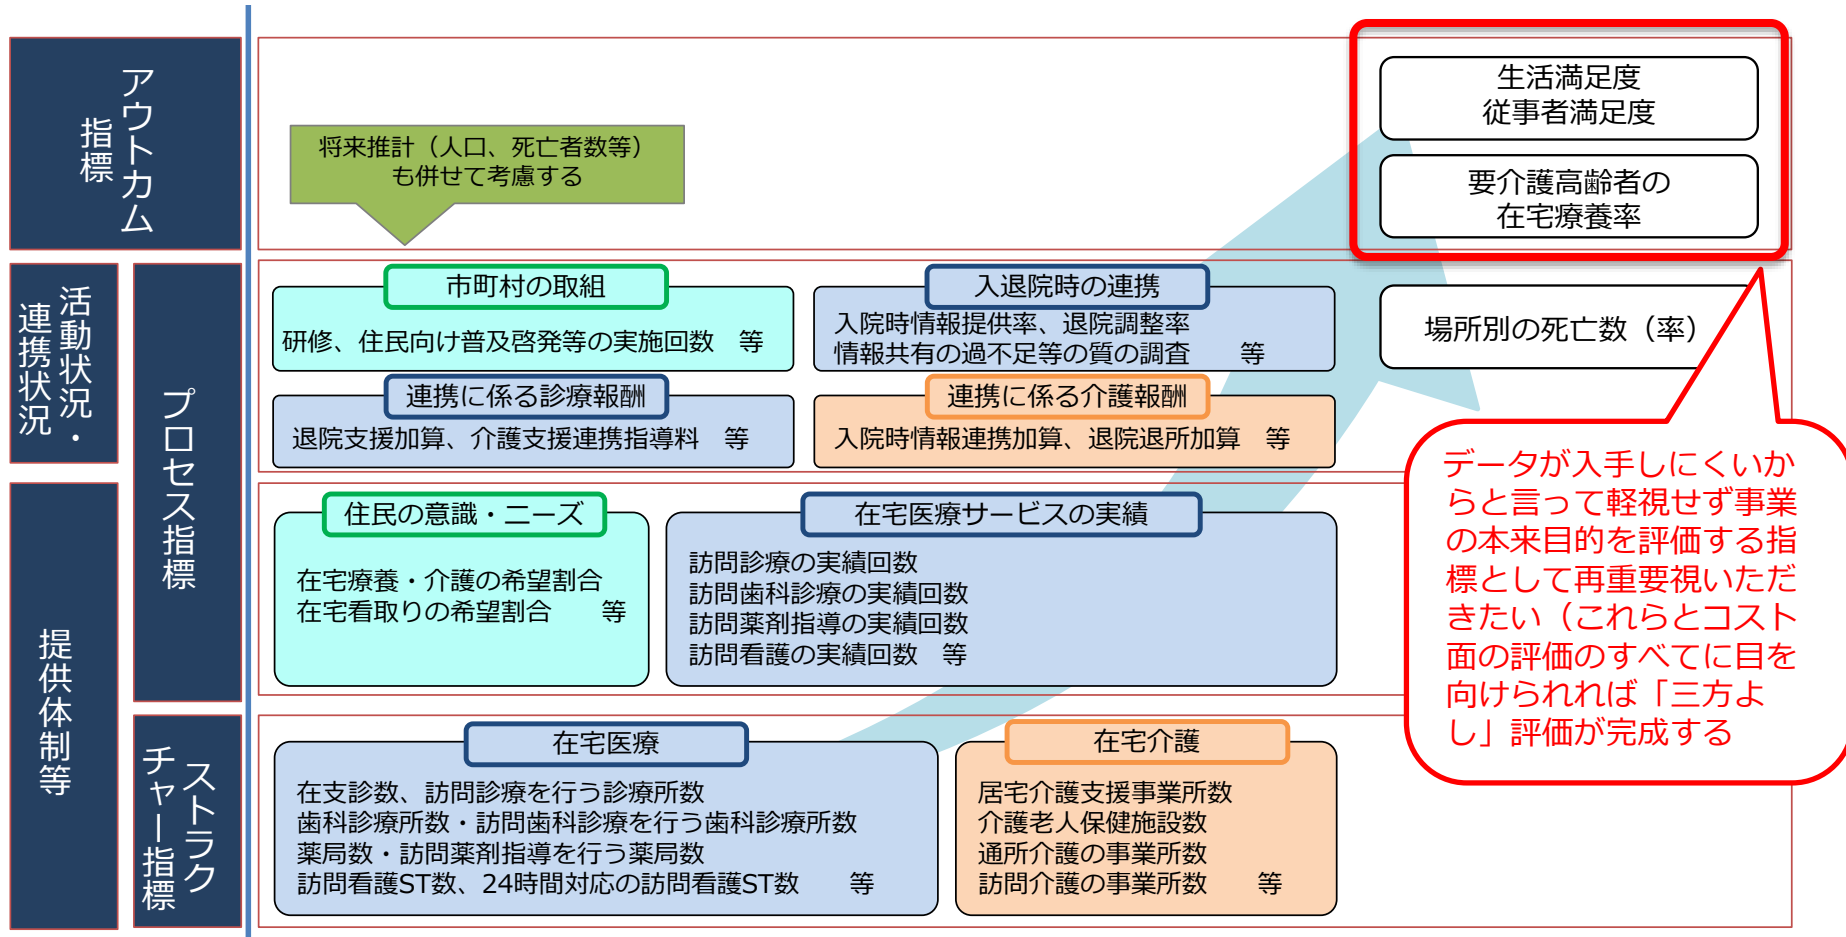 アウトカム
指標
将来推計（人口、死亡者数等）
も併せて考慮する
生活満足度
従事者満足度
要介護高齢者の
在宅療養率
活動状況・
連携状況
プロセス指標
市町村の取組
研修、住民向け普及啓発等の実施回数　等
入退院時の連携
入院時情報提供率、退院調整率
情報共有の過不足等の質の調査　　等
場所別の死亡数（率）
連携に係る診療報酬
退院支援加算、介護支援連携指導料　等
連携に係る介護報酬
入院時情報連携加算、退院退所加算　等
データが入手しにくいか
らと言って軽視せず事業
の本来目的を評価する指
標として再重要視いただ
きたい（これらとコスト
面の評価のすべてに目を
向けられれば「三方よ
し」評価が完成する
提供体制等
住民の意識・ニーズ
在宅療養・介護の希望割合
在宅看取りの希望割合　　等
在宅医療サービスの実績
訪問診療の実績回数
訪問歯科診療の実績回数
訪問薬剤指導の実績回数
訪問看護の実績回数　等
ストラク
チャー指標
在宅医療
在支診数、訪問診療を行う診療所数
歯科診療所数・訪問歯科診療を行う歯科診療所数
薬局数・訪問薬剤指導を行う薬局数
訪問看護ST数、24時間対応の訪問看護ST数　　等
在宅介護
居宅介護支援事業所数
介護老人保健施設数
通所介護の事業所数
訪問介護の事業所数　　等